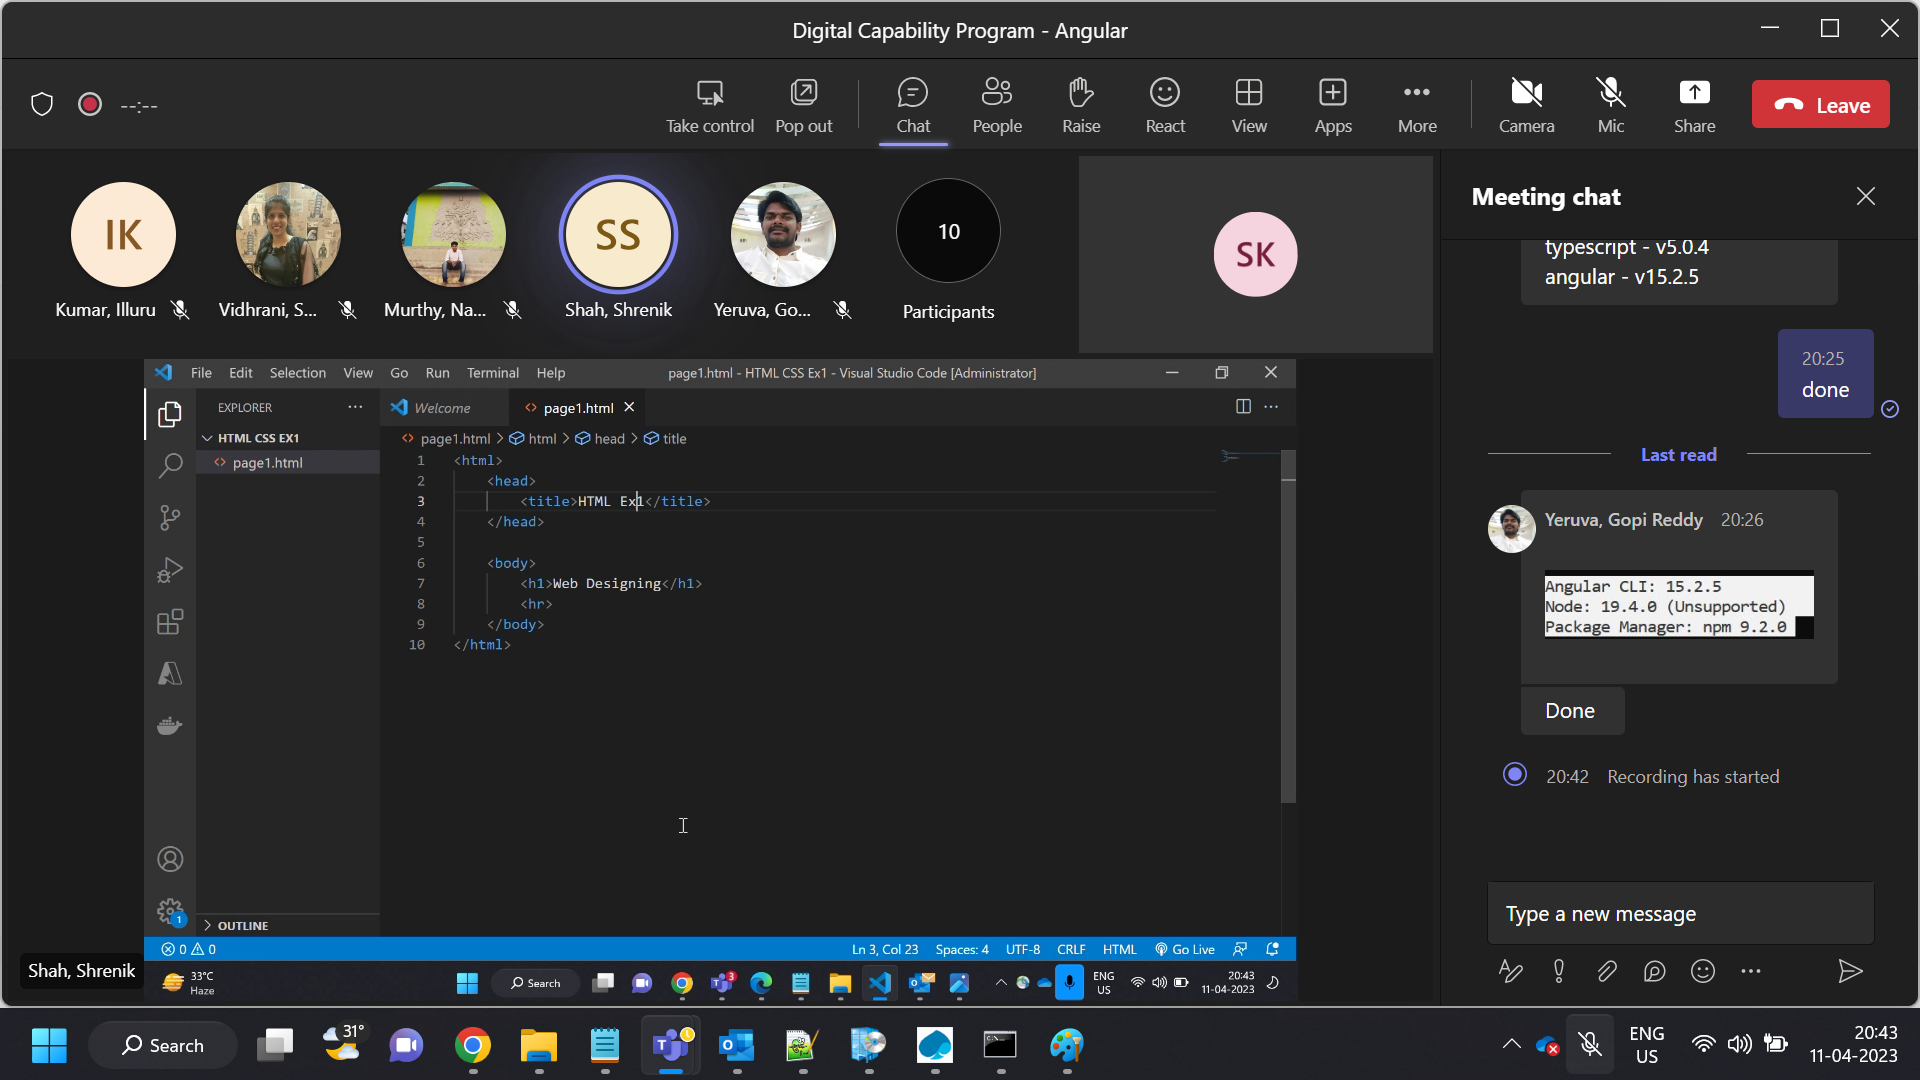 Digital Capability Program - Angular
--:--
Take control
Pop out
Chat
People
Raise
React
View
Apps
More
Camera
Mic
Share
Leave
IK
Kumar, Illuru
Vidhrani, S...
Murthy, Na...
SS
Shah, Shrenik
Yeruva, Go...
10
Participants
SK
File Edit Selection View Go Run Terminal Help
page1.html - HTML CSS Ex1 - Visual Studio Code [Administrator]
EXPLORER
HTML CSS EX1
page1.html
OUTLINE
Welcome
page1.html
page1.html > html > head > title
1 <html>
2 <head>
3 <title>HTML Ex1</title>
4 </head>
5
6 <body>
7 <h1>Web Designing</h1>
8 <hr>
9 </body>
10 </html>
1
0 0
Ln 3, Col 23 Spaces: 4 UTF-8 CRLF HTML Go Live
Shah, Shrenik
33°C
Haze
Search
3
ENG
US
20:43
11-04-2023
Meeting chat
typescript - v5.0.4
angular - v15.2.5
20:25
done
Last read
Yeruva, Gopi Reddy 20:26
Angular CLI: 15.2.5
Node: 19.4.0 (Unsupported)
Package Manager: npm 9.2.0
Done
20:42 Recording has started
Type a new message
Search
31°
ENG
US
20:43
11-04-2023